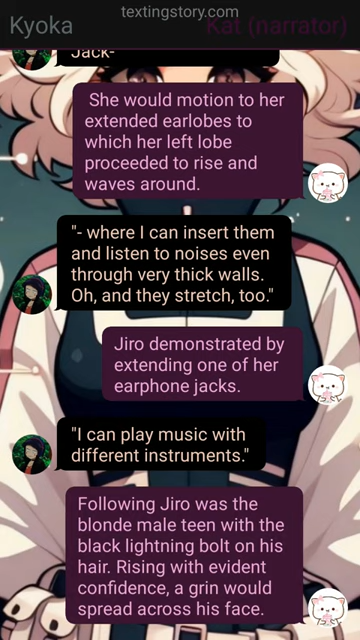 textingstory.com
Kyoka
Kat (narrator)
Jack-
She would motion to her
extended earlobes to
which her left lobe
proceeded to rise and
waves around.
"- where I can insert them
and listen to noises even
through very thick walls.
Oh, and they stretch, too."
Jiro demonstrated by
extending one of her
earphone jacks.
"I can play music with
different instruments."
Following Jiro was the
blonde male teen with the
black lightning bolt on his
hair. Rising with evident
confidence, a grin would
spread across his face.